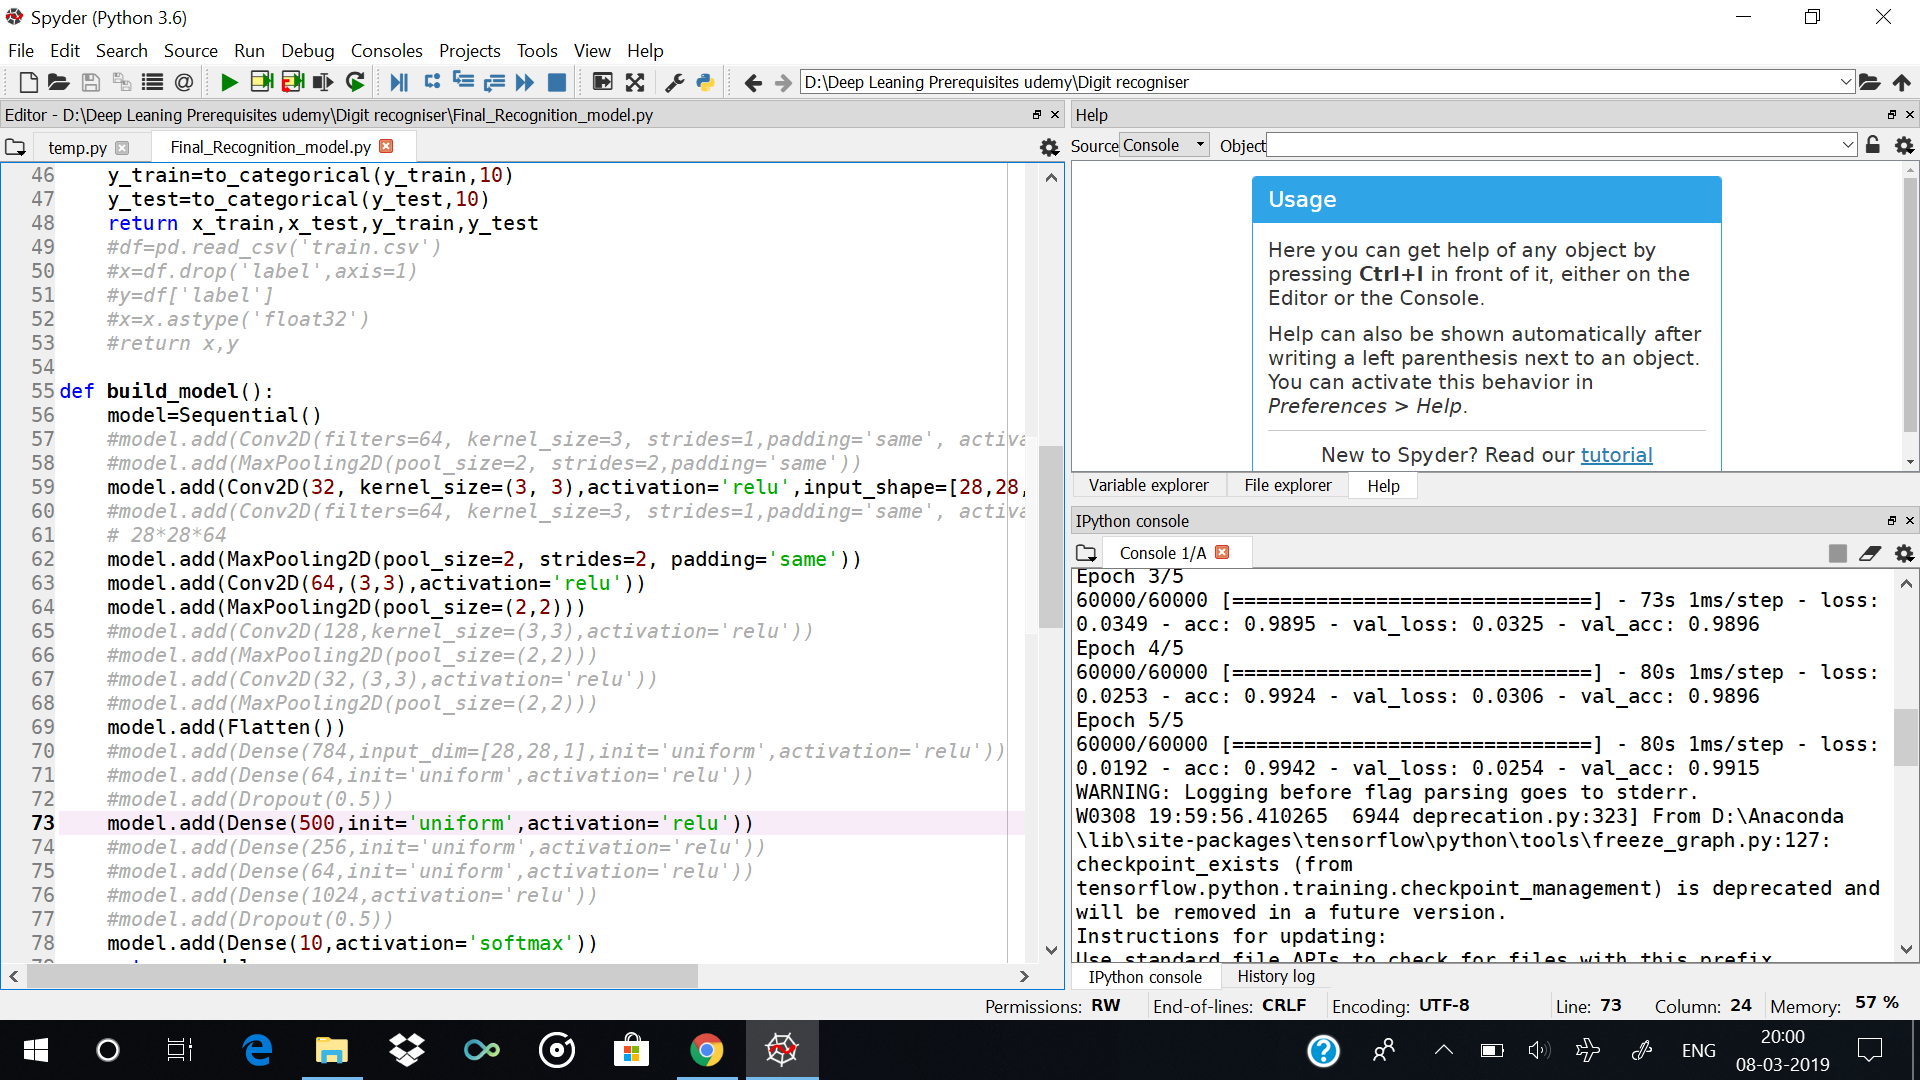 Spyder (Python 3.6)
File Edit Search Source Run Debug Consoles Projects Tools View Help
D:\Deep Leaning Prerequisites udemy\Digit recogniser
Editor - D:\Deep Leaning Prerequisites udemy\Digit recogniser\Final_Recognition_model.py
temp.py Final_Recognition_model.py
46 y_train=to_categorical(y_train,10)
47 y_test=to_categorical(y_test,10)
48 return x_train,x_test,y_train,y_test
49 #df=pd.read_csv('train.csv')
50 #x=df.drop('label',axis=1)
51 #y=df['label']
52 #x=x.astype('float32')
53 #return x,y
54
55 def build_model():
56 model=Sequential()
57 #model.add(Conv2D(filters=64, kernel_size=3, strides=1,padding='same', activa
58 #model.add(MaxPooling2D(pool_size=2, strides=2,padding='same'))
59 model.add(Conv2D(32, kernel_size=(3, 3),activation='relu',input_shape=[28,28,
60 #model.add(Conv2D(filters=64, kernel_size=3, strides=1,padding='same', activa
61 # 28*28*64
62 model.add(MaxPooling2D(pool_size=2, strides=2, padding='same'))
63 model.add(Conv2D(64,(3,3),activation='relu'))
64 model.add(MaxPooling2D(pool_size=(2,2)))
65 #model.add(Conv2D(128,kernel_size=(3,3),activation='relu'))
66 #model.add(MaxPooling2D(pool_size=(2,2)))
67 #model.add(Conv2D(32,(3,3),activation='relu'))
68 #model.add(MaxPooling2D(pool_size=(2,2)))
69 model.add(Flatten())
70 #model.add(Dense(784,input_dim=[28,28,1],init='uniform',activation='relu'))
71 #model.add(Dense(64,init='uniform',activation='relu'))
72 #model.add(Dropout(0.5))
73 model.add(Dense(500,init='uniform',activation='relu'))
74 #model.add(Dense(256,init='uniform',activation='relu'))
75 #model.add(Dense(64,init='uniform',activation='relu'))
76 #model.add(Dense(1024,activation='relu'))
77 #model.add(Dropout(0.5))
78 model.add(Dense(10,activation='softmax'))
Help
Source Console Object
Usage
Here you can get help of any object by
pressing Ctrl+I in front of it, either on the
Editor or the Console.
Help can also be shown automatically after
writing a left parenthesis next to an object.
You can activate this behavior in
Preferences > Help.
New to Spyder? Read our tutorial
Variable explorer File explorer Help
IPython console
Console 1/A
Epoch 3/5
60000/60000 [==============================] - 73s 1ms/step - loss:
0.0349 - acc: 0.9895 - val_loss: 0.0325 - val_acc: 0.9896
Epoch 4/5
60000/60000 [==============================] - 80s 1ms/step - loss:
0.0253 - acc: 0.9924 - val_loss: 0.0306 - val_acc: 0.9896
Epoch 5/5
60000/60000 [==============================] - 80s 1ms/step - loss:
0.0192 - acc: 0.9942 - val_loss: 0.0254 - val_acc: 0.9915
WARNING: Logging before flag parsing goes to stderr.
W0308 19:59:56.410265  6944 deprecation.py:323] From D:\Anaconda
\lib\site-packages\tensorflow\python\tools\freeze_graph.py:127:
checkpoint_exists (from
tensorflow.python.training.checkpoint_management) is deprecated and
will be removed in a future version.
Instructions for updating:
Use standard file APIs to check for files with this prefix.
IPython console History log
Permissions: RW End-of-lines: CRLF Encoding: UTF-8 Line: 73 Column: 24 Memory: 57 %
ENG
20:00
08-03-2019